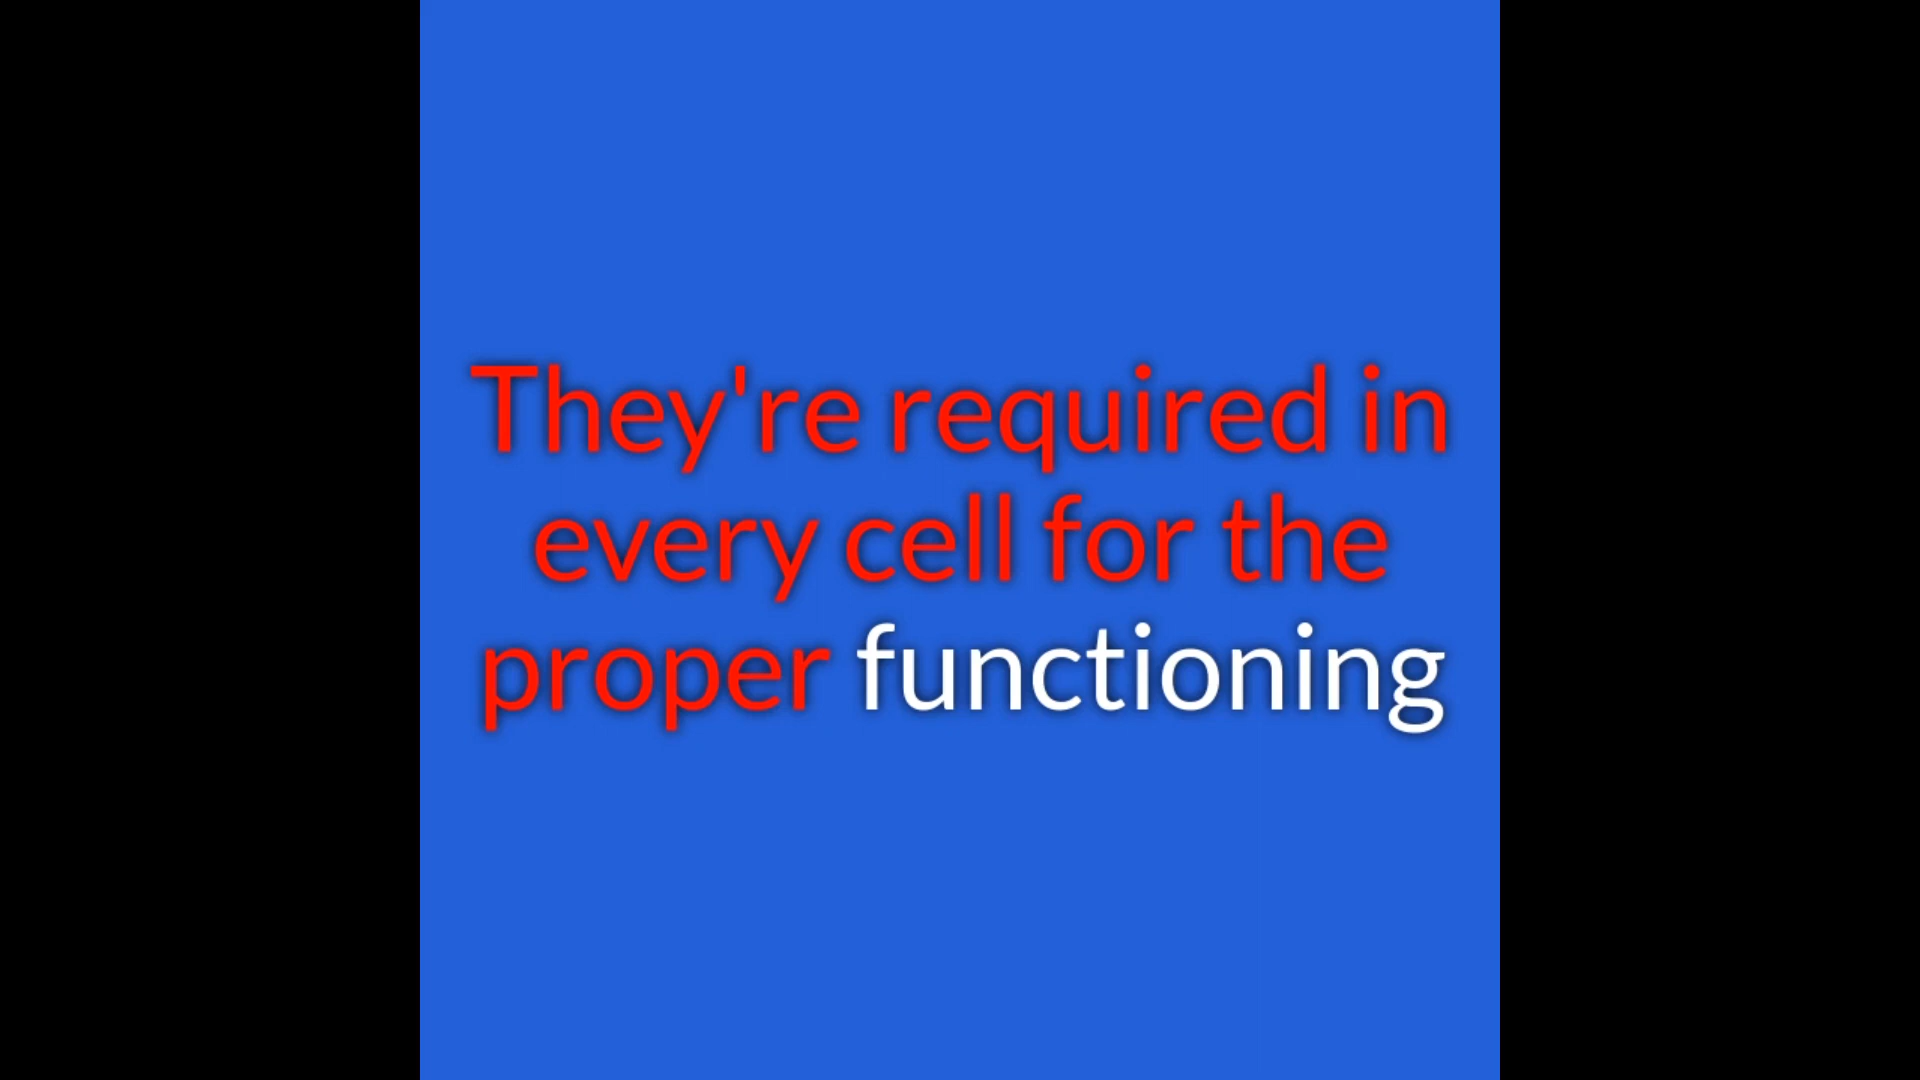 They're required in
every cell for the
proper functioning